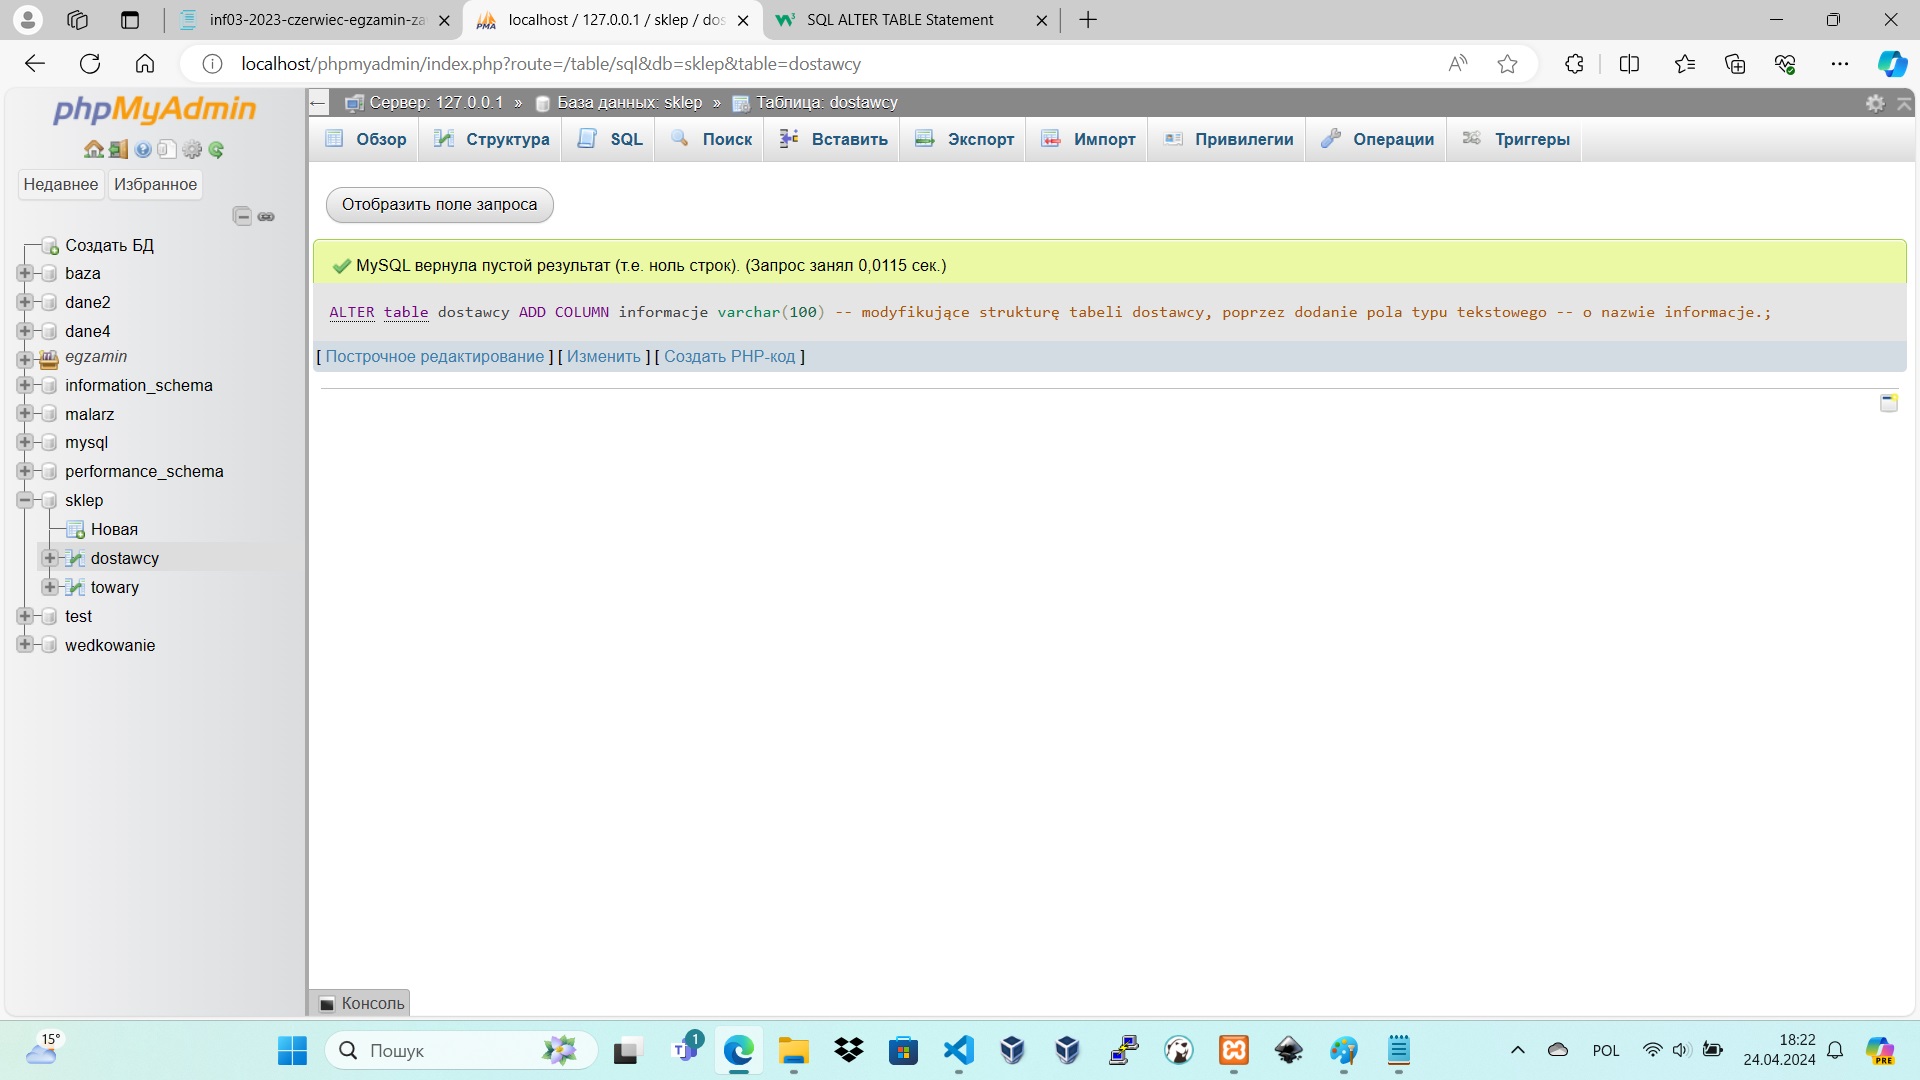 inf03-2023-czerwiec-egzamin-za
localhost / 127.0.0.1 / sklep / dos
SQL ALTER TABLE Statement
localhost/phpmyadmin/index.php?route=/table/sql&db=sklep&table=dostawcy
phpMyAdmin
Недавнее
Избранное
Создать БД
baza
dane2
dane4
egzamin
information_schema
malarz
mysql
performance_schema
sklep
Новая
dostawcy
towary
test
wedkowanie
Сервер: 127.0.0.1 » База данных: sklep » Таблица: dostawcy
Обзор
Структура
SQL
Поиск
Вставить
Экспорт
Импорт
Привилегии
Операции
Триггеры
Отобразить поле запроса
MySQL вернула пустой результат (т.е. ноль строк). (Запрос занял 0,0115 сек.)
ALTER table dostawcy ADD COLUMN informacje varchar(100) -- modyfikujące strukturę tabeli dostawcy, poprzez dodanie pola typu tekstowego -- o nazwie informacje.;
[ Построчное редактирование ] [ Изменить ] [ Создать PHP-код ]
Консоль
15°
Пошук
1
POL
18:22
24.04.2024
PRE